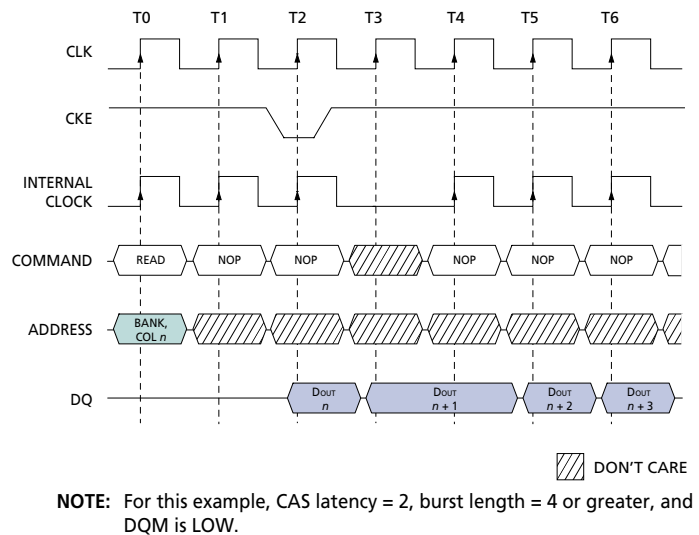 T0 T1 T2 T3 T4 T5 T6
CLK
CKE
INTERNAL
CLOCK
COMMAND READ NOP NOP NOP NOP NOP
ADDRESS BANK,
COL n
DQ DOUT DOUT DOUT DOUT
n n + 1 n + 2 n + 3
DON'T CARE
NOTE: For this example, CAS latency = 2, burst length = 4 or greater, and
DQM is LOW.